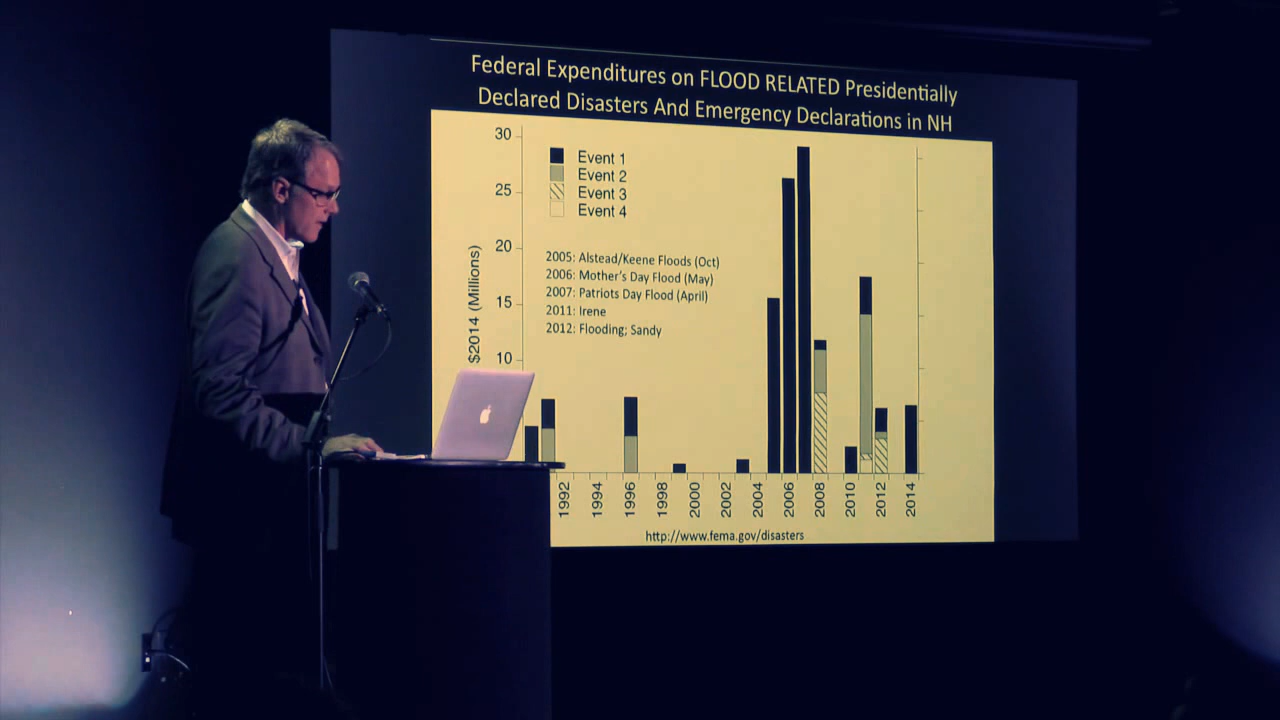 Federal Expenditures on FLOOD RELATED Presidentially
Declared Disasters And Emergency Declarations in NH
30
25
20
15
10
$2014 (Millions)
Event 1
Event 2
Event 3
Event 4
2005: Alstead/Keene Floods (Oct)
2006: Mother's Day Flood (May)
2007: Patriots Day Flood (April)
2011: Irene
2012: Flooding; Sandy
1992 1994 1996 1998 2000 2002 2004 2006 2008 2010 2012 2014
http://www.fema.gov/disasters